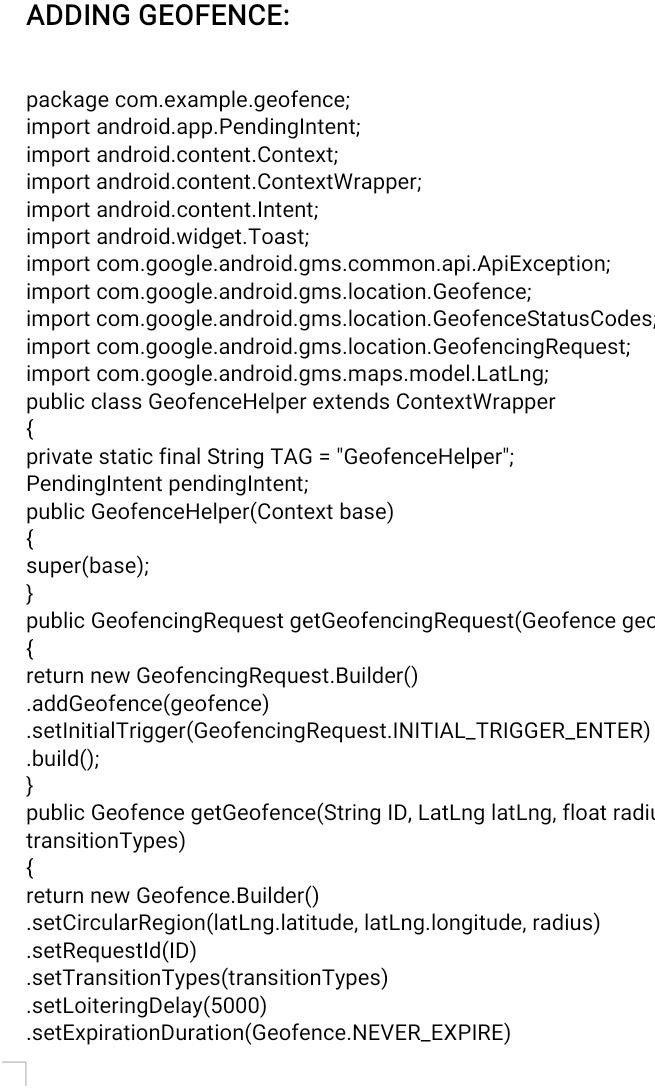 ADDING GEOFENCE:
package com.example.geofence;
import android.app.PendingIntent;
import android.content.Context;
import android.content.ContextWrapper;
import android.content.Intent;
import android.widget.Toast;
import com.google.android.gms.common.api.ApiException;
import com.google.android.gms.location.Geofence;
import com.google.android.gms.location.GeofenceStatusCodes;
import com.google.android.gms.location.GeofencingRequest;
import com.google.android.gms.maps.model.LatLng;
public class GeofenceHelper extends ContextWrapper
{
private static final String TAG = "GeofenceHelper";
PendingIntent pendingIntent;
public GeofenceHelper(Context base)
{
super(base);
}
public GeofencingRequest getGeofencingRequest(Geofence geo
{
return new GeofencingRequest.Builder()
.addGeofence(geofence)
.setInitialTrigger(GeofencingRequest.INITIAL_TRIGGER_ENTER)
.build();
}
public Geofence getGeofence(String ID, LatLng latLng, float radiu
transitionTypes)
{
return new Geofence.Builder()
.setCircularRegion(latLng.latitude, latLng.longitude, radius)
.setRequestId(ID)
.setTransitionTypes(transitionTypes)
.setLoiteringDelay(5000)
.setExpirationDuration(Geofence.NEVER_EXPIRE)